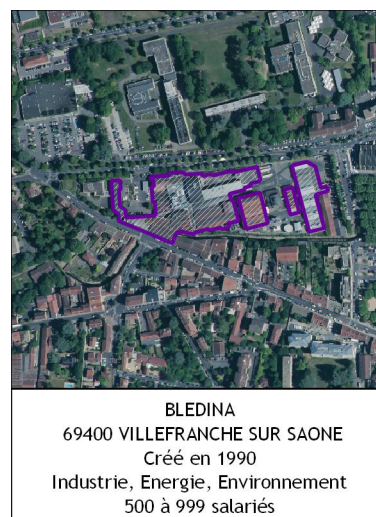 BLEDINA
69400 VILLEFRANCHE SUR SAONE
Créé en 1990
Industrie, Energie, Environnement
500 à 999 salariés